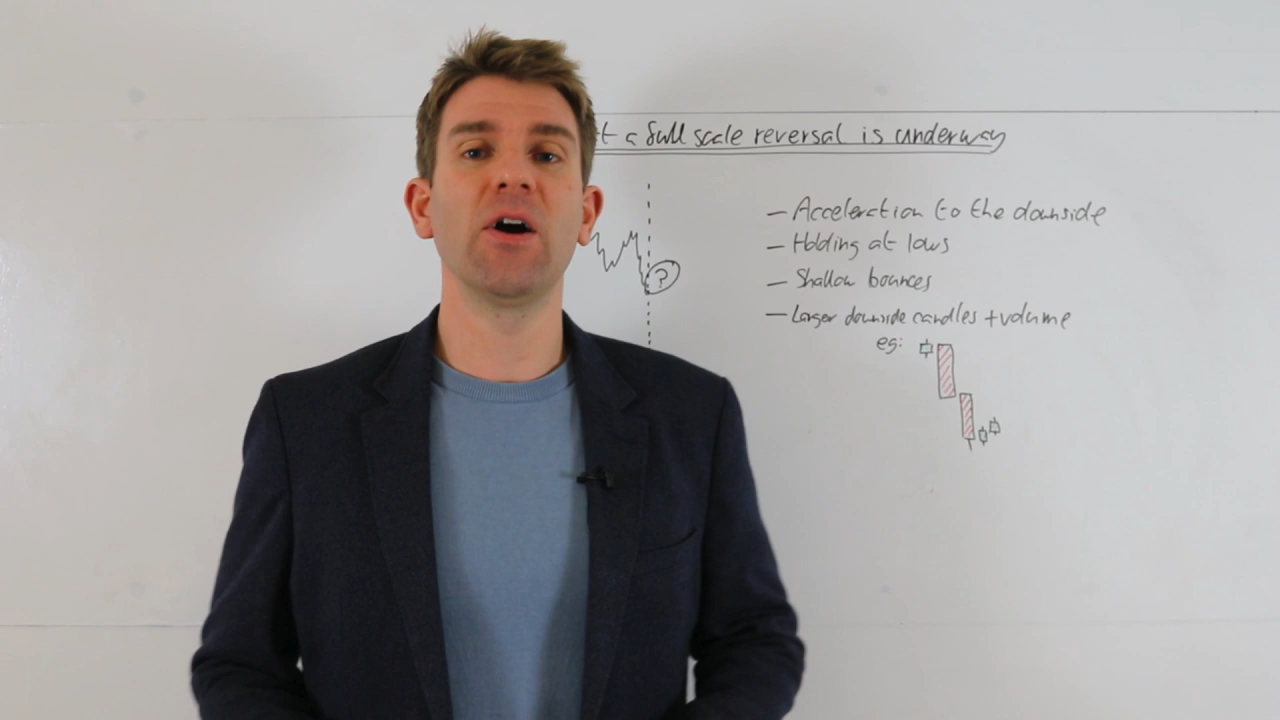 t a full scale reversal is underway
?
— Acceleration to the downside
— Holding at lows
— Shallow bounces
— Larger downside candles + volume
eg: